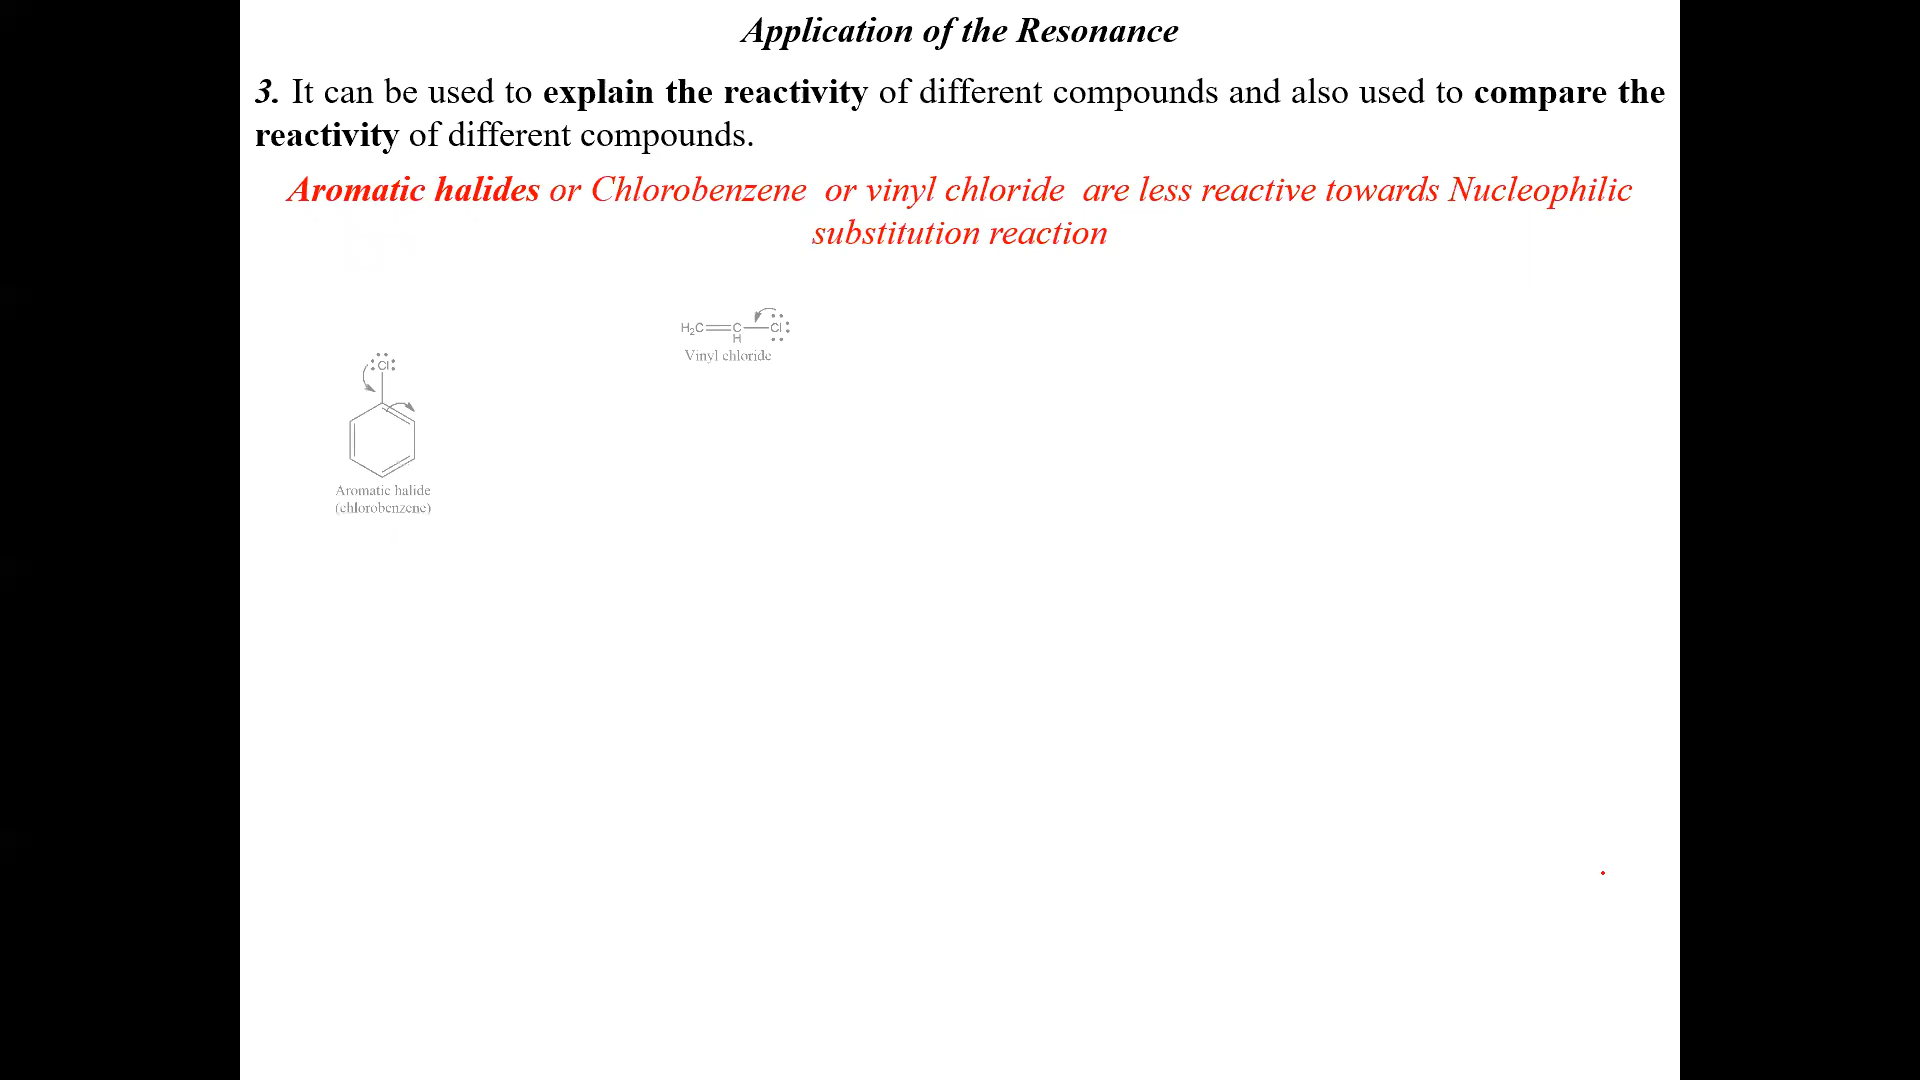 Application of the Resonance
3. It can be used to explain the reactivity of different compounds and also used to compare the
reactivity of different compounds.
Aromatic halides or Chlorobenzene or vinyl chloride are less reactive towards Nucleophilic
substitution reaction
H₂C C Cl
H
Vinyl chloride
Cl
Aromatic halide
(chlorobenzene)